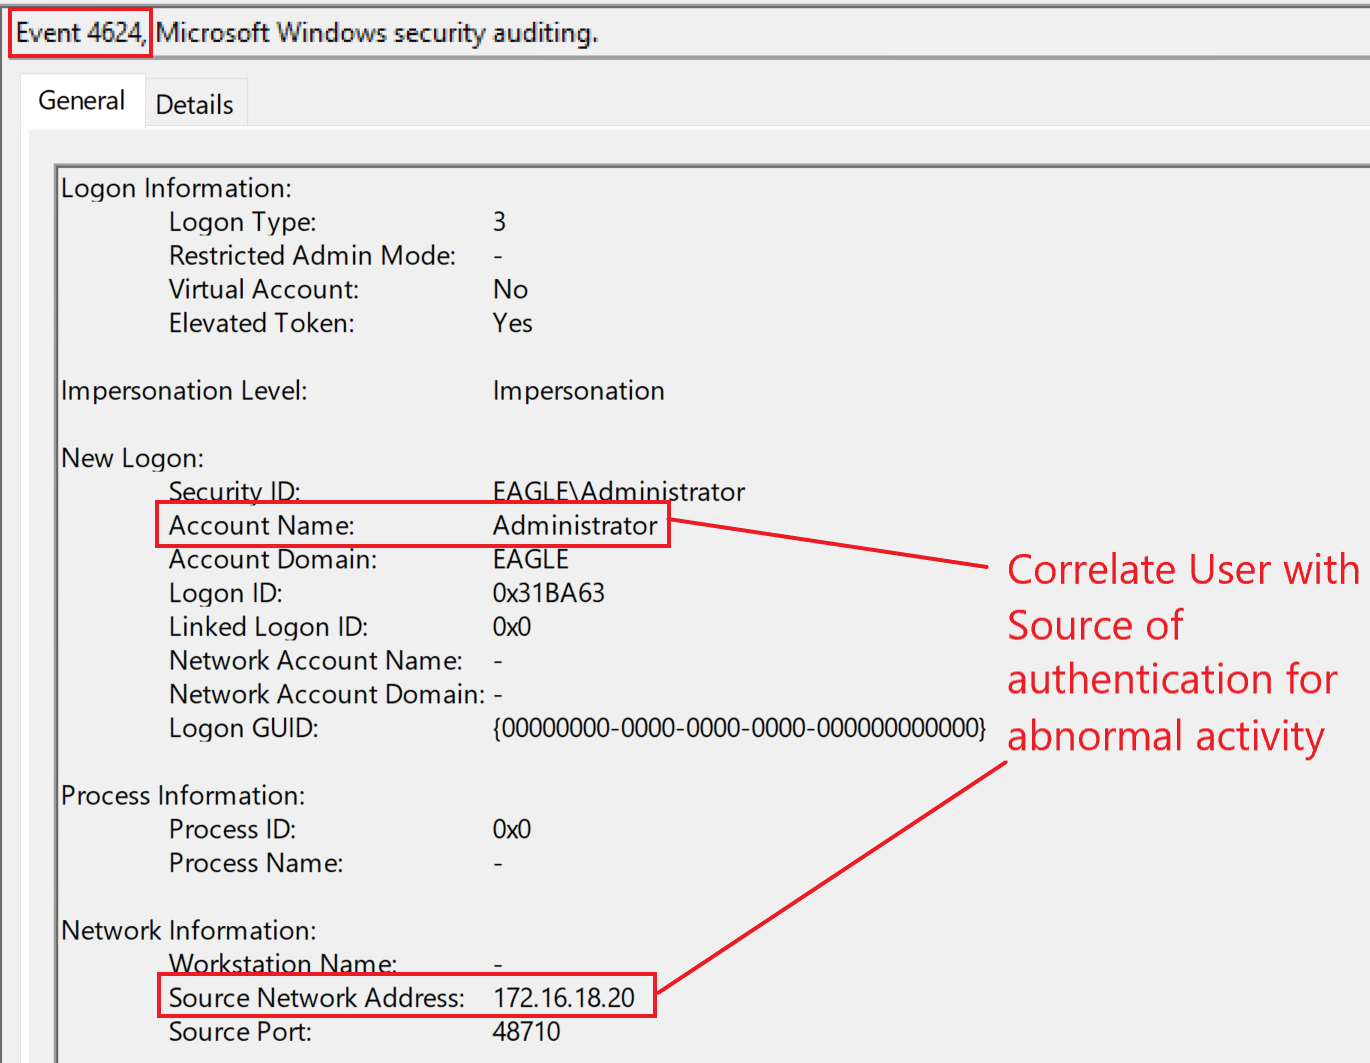 Event 4624, Microsoft Windows security auditing.
General Details
Logon Information:
Logon Type: 3
Restricted Admin Mode: -
Virtual Account: No
Elevated Token: Yes
Impersonation Level: Impersonation
New Logon:
Security ID: EAGLE\Administrator
Account Name: Administrator
Account Domain: EAGLE
Logon ID: 0x31BA63
Linked Logon ID: 0x0
Network Account Name: -
Network Account Domain: -
Logon GUID: {00000000-0000-0000-0000-000000000000}
Process Information:
Process ID: 0x0
Process Name: -
Network Information:
Workstation Name: -
Source Network Address: 172.16.18.20
Source Port: 48710
Correlate User with
Source of
authentication for
abnormal activity